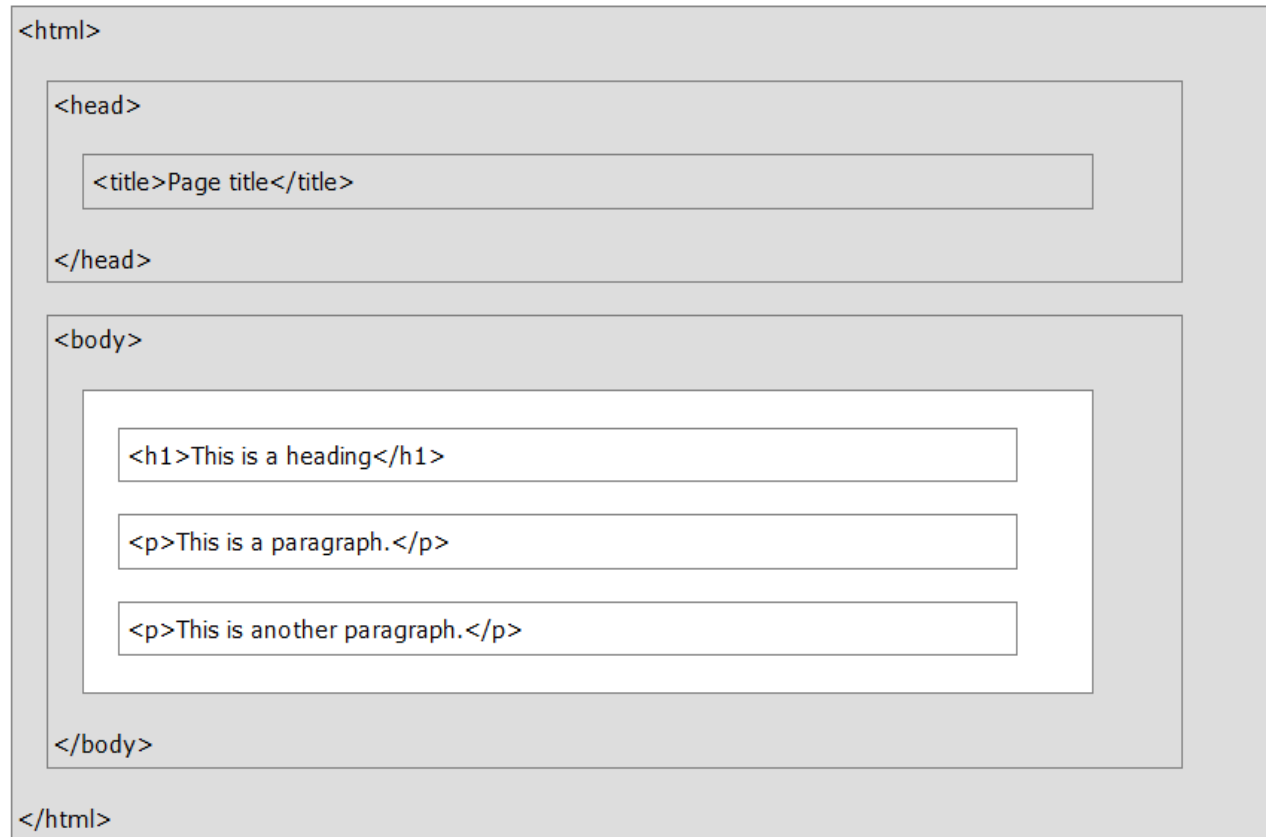 <html>
<head>
<title>Page title</title>
</head>
<body>
<h1>This is a heading</h1>
<p>This is a paragraph.</p>
<p>This is another paragraph.</p>
</body>
</html>